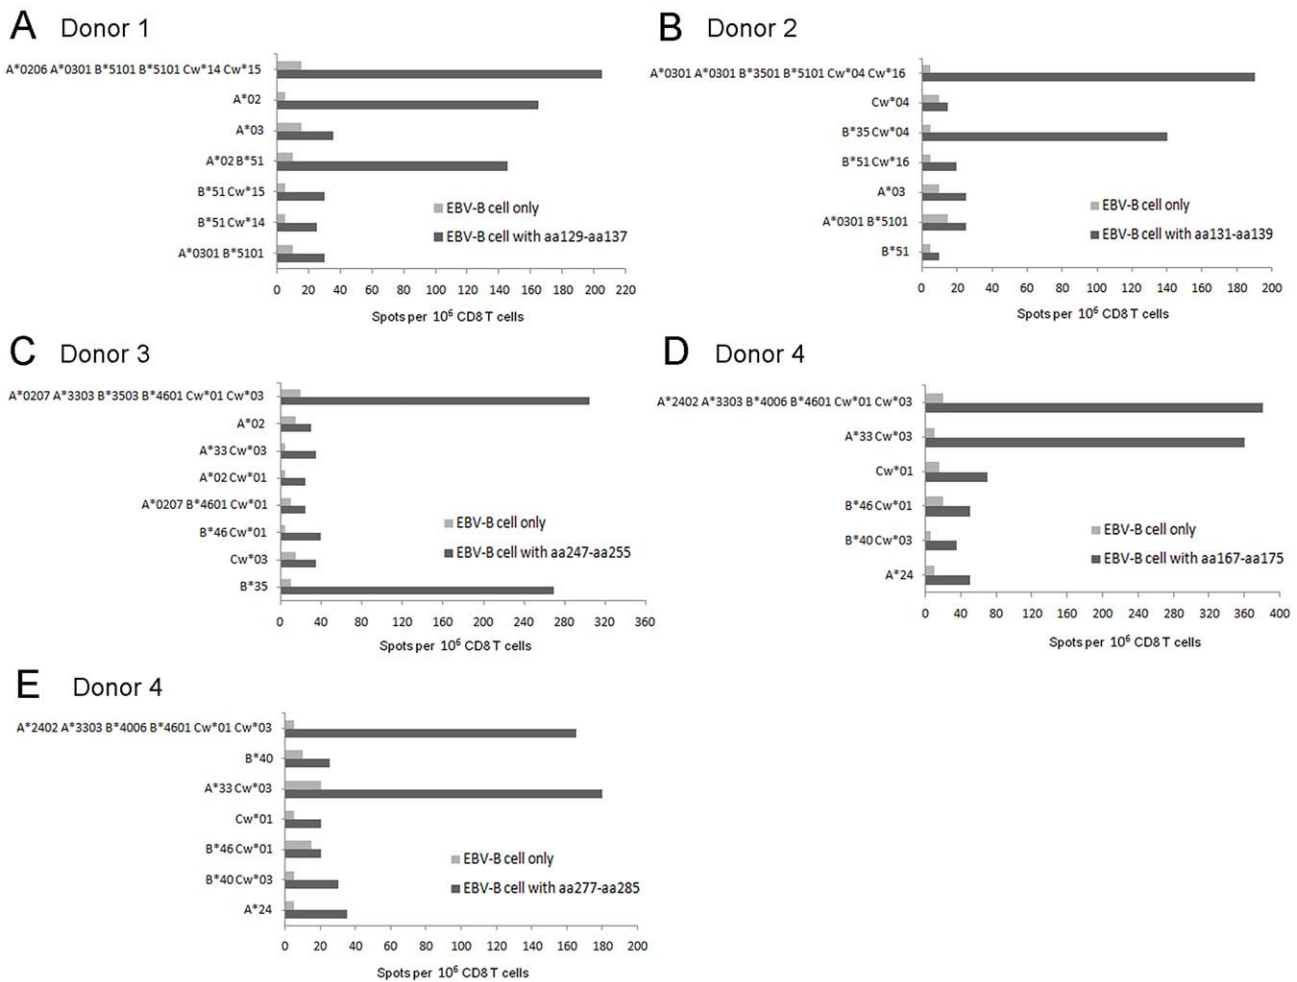 A Donor 1
A*0206 A*0301 B*5101 B*5101 Cw*14 Cw*15
A*02
A*03
A*02 B*51
B*51 Cw*15
B*51 Cw*14
A*0301 B*5101
EBV-B cell only
EBV-B cell with aa129-aa137
0 20 40 60 80 100 120 140 160 180 200 220
Spots per 10⁶ CD8 T cells
B Donor 2
A*0301 A*0301 B*3501 B*5101 Cw*04 Cw*16
Cw*04
B*35 Cw*04
B*51 Cw*16
A*03
A*0301 B*5101
B*51
EBV-B cell only
EBV-B cell with aa131-aa139
0 20 40 60 80 100 120 140 160 180 200
Spots per 10⁶ CD8 T cells
C Donor 3
A*0207 A*3303 B*3503 B*4601 Cw*01 Cw*03
A*02
A*33 Cw*03
A*02 Cw*01
A*0207 B*4601 Cw*01
B*46 Cw*01
Cw*03
B*35
EBV-B cell only
EBV-B cell with aa247-aa255
0 40 80 120 160 200 240 280 320 360
Spots per 10⁶ CD8 T cells
D Donor 4
A*2402 A*3303 B*4006 B*4601 Cw*01 Cw*03
A*33 Cw*03
Cw*01
B*46 Cw*01
B*40 Cw*03
A*24
EBV-B cell only
EBV-B cell with aa167-aa175
0 40 80 120 160 200 240 280 320 360 400
Spots per 10⁶ CD8 T cells
E Donor 4
A*2402 A*3303 B*4006 B*4601 Cw*01 Cw*03
B*40
A*33 Cw*03
Cw*01
B*46 Cw*01
B*40 Cw*03
A*24
EBV-B cell only
EBV-B cell with aa277-aa285
0 20 40 60 80 100 120 140 160 180 200
Spots per 10⁶ CD8 T cells